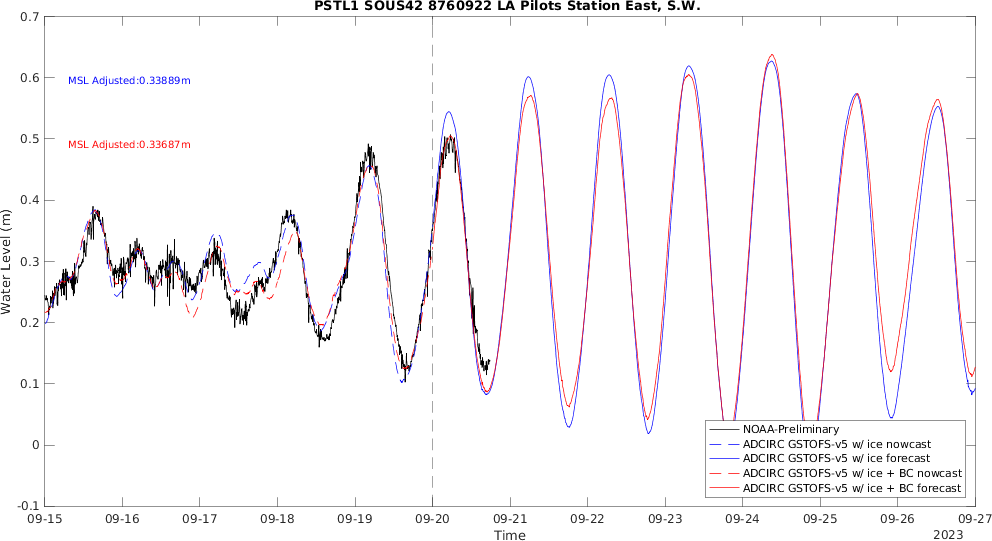 PSTL1 SOUS42 8760922 LA Pilots Station East, S.W.
0.7
0.6
0.5
0.4
0.3
0.2
0.1
0
-0.1
Water Level (m)
MSL Adjusted:0.33889m
MSL Adjusted:0.33687m
NOAA-Preliminary
ADCIRC GSTOFS-v5 w/ ice nowcast
ADCIRC GSTOFS-v5 w/ ice forecast
ADCIRC GSTOFS-v5 w/ ice + BC nowcast
ADCIRC GSTOFS-v5 w/ ice + BC forecast
09-15 09-16 09-17 09-18 09-19 09-20 09-21 09-22 09-23 09-24 09-25 09-26 09-27
Time
2023